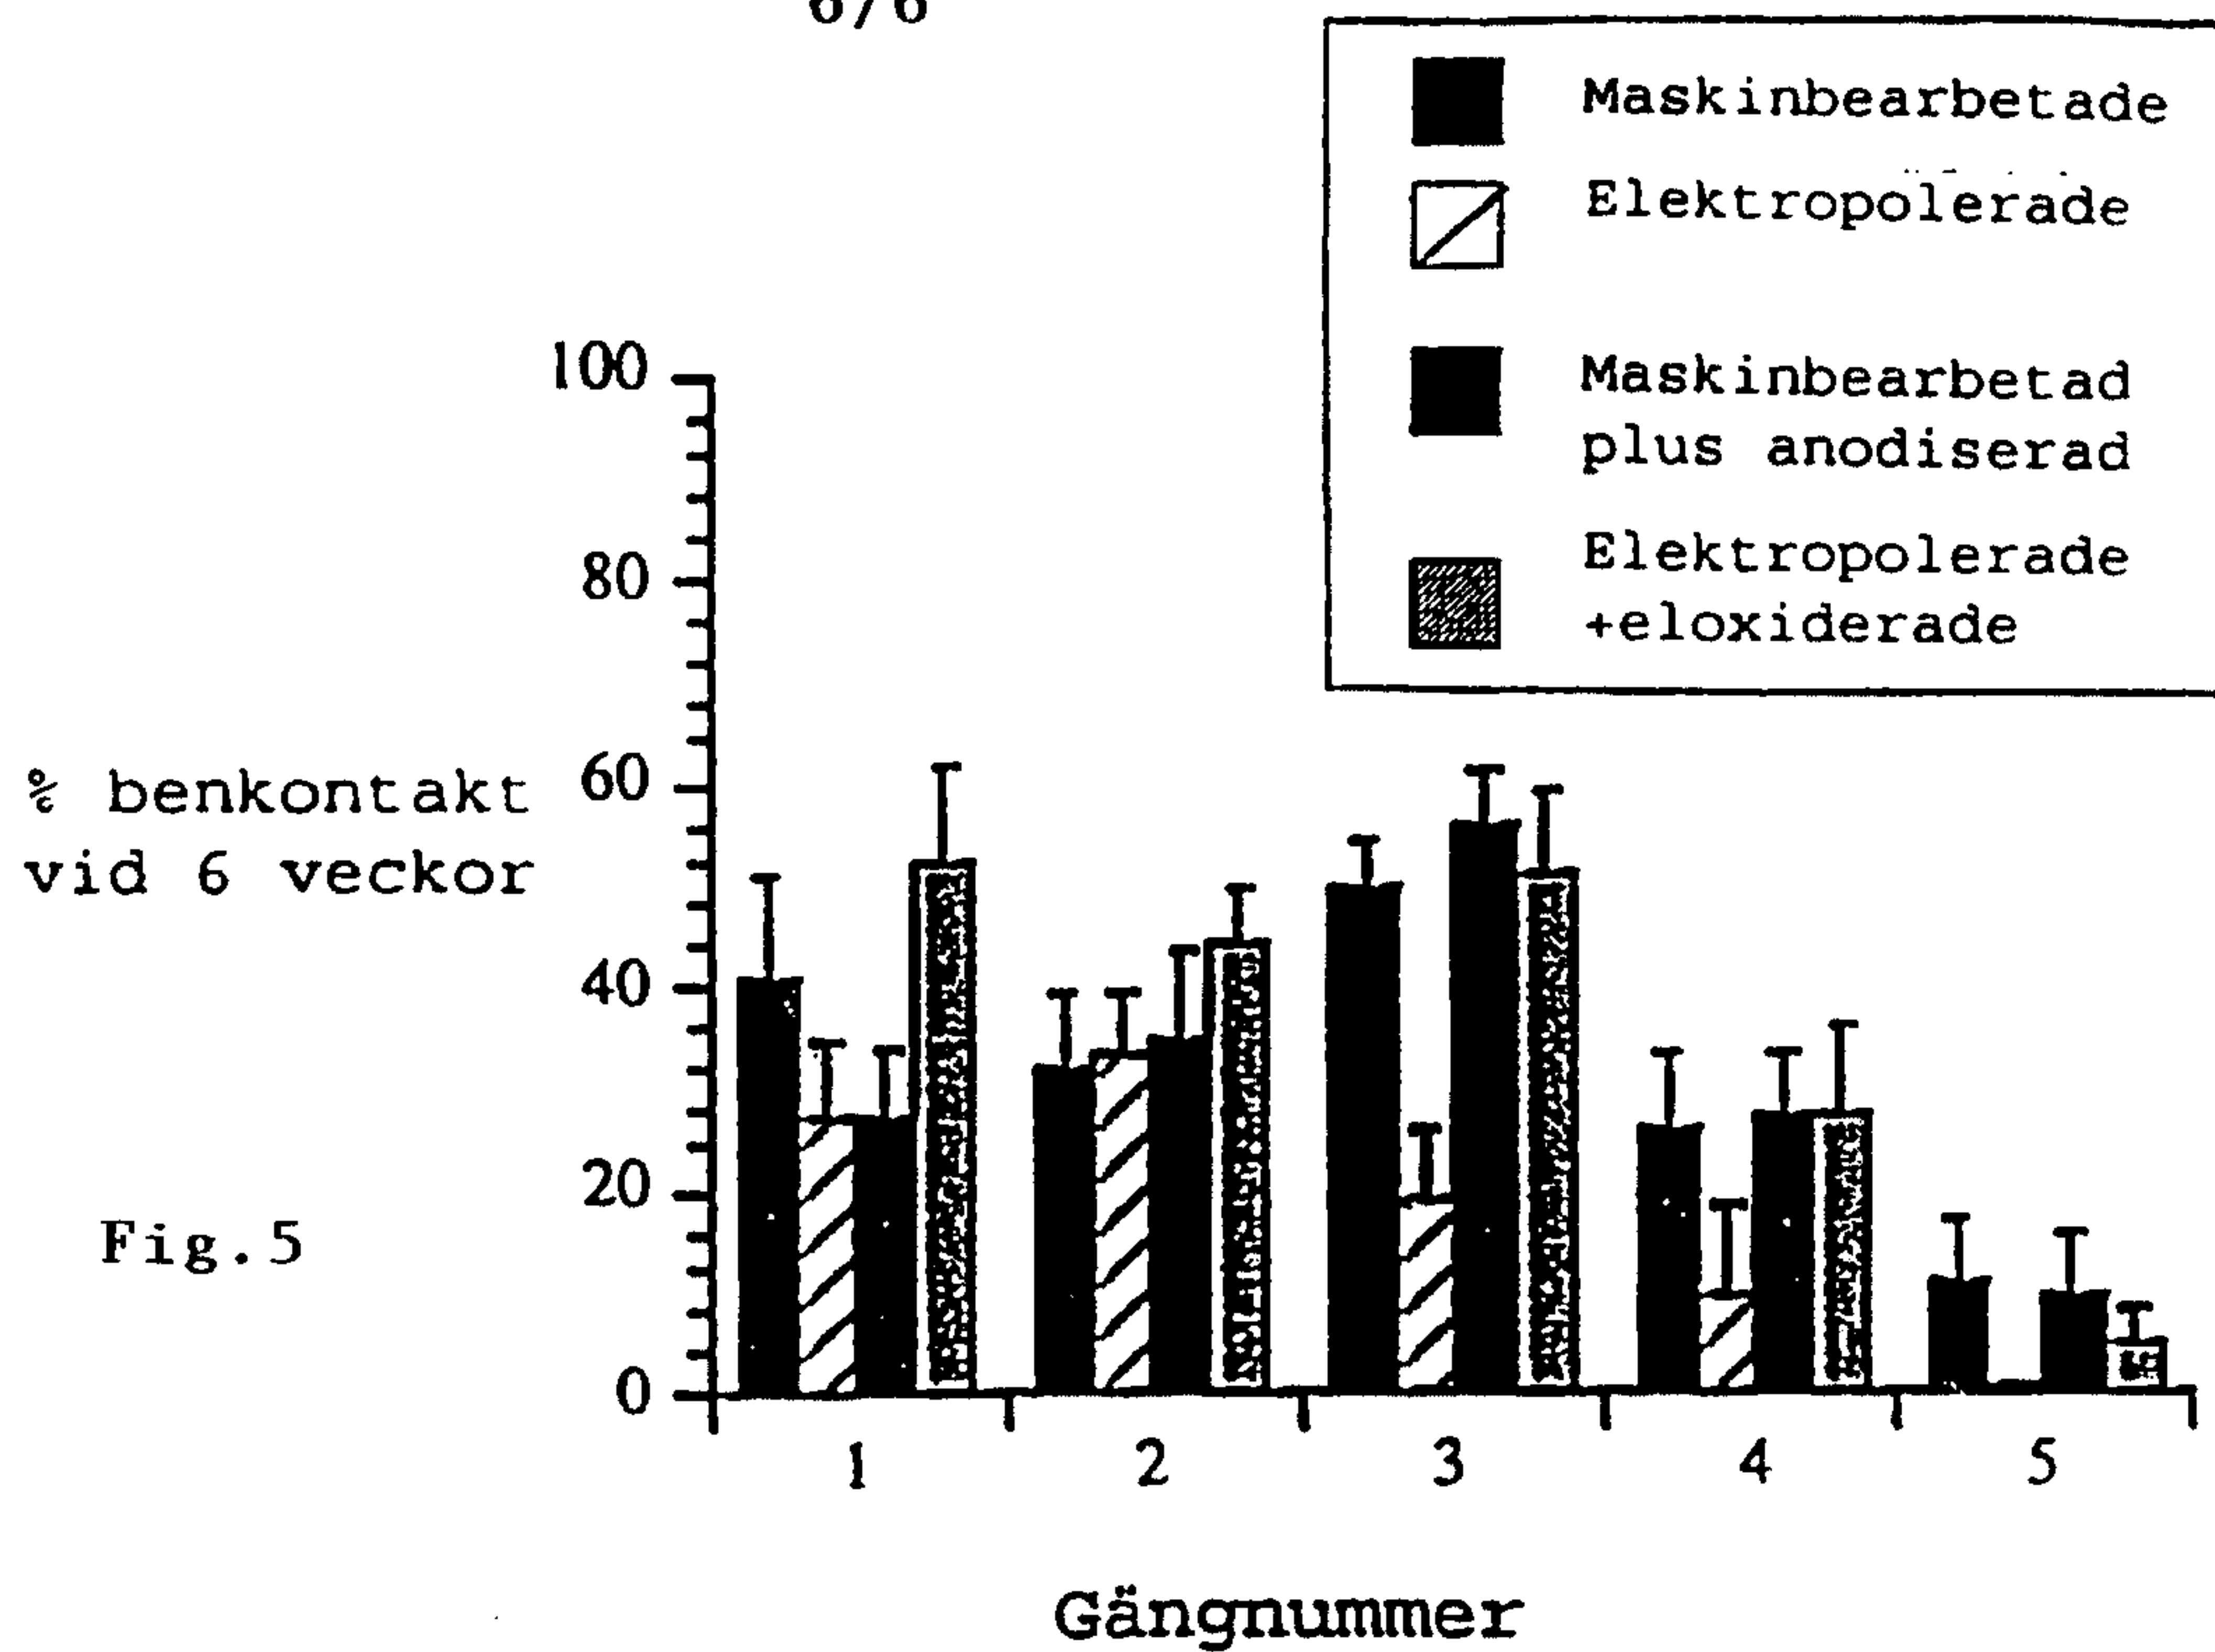 6/6
Maskinbearbetade
Elektropolerade
Maskinbearbetad
plus anodiserad
Elektropolerade
+eloxiderade
100
80
60
40
20
0
% benkontakt
vid 6 veckor
Fig.5
1 2 3 4 5
Gängnummer